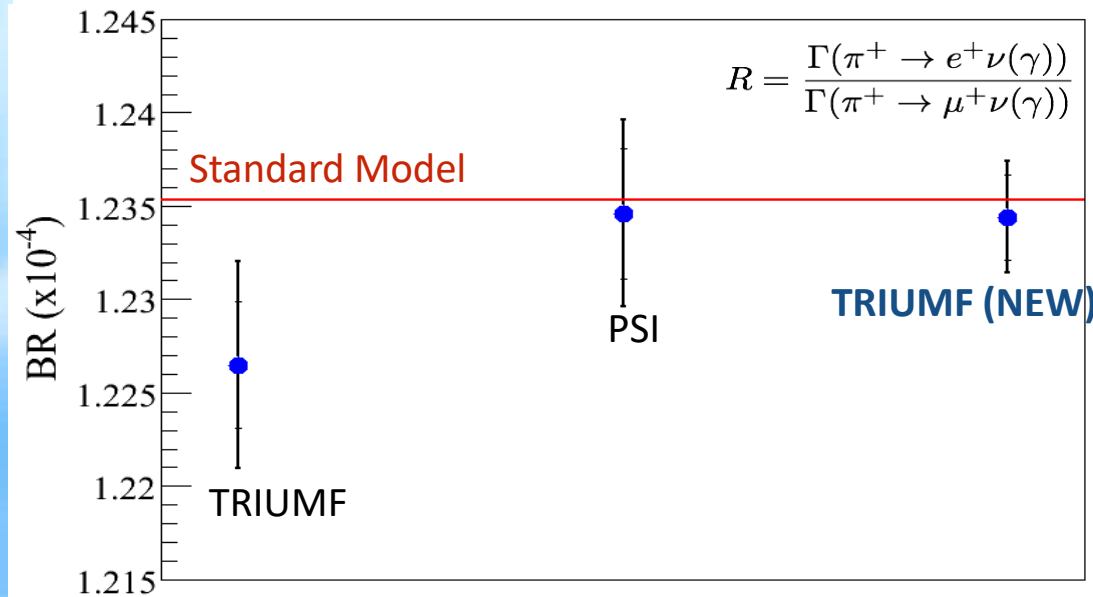 1.245
R = Γ(π⁺ → e⁺ν(γ)) / Γ(π⁺ → μ⁺ν(γ))
1.24
Standard Model
1.235
TRIUMF (NEW)
1.23
PSI
1.225
1.22
TRIUMF
1.215
BR (x10⁻⁴)